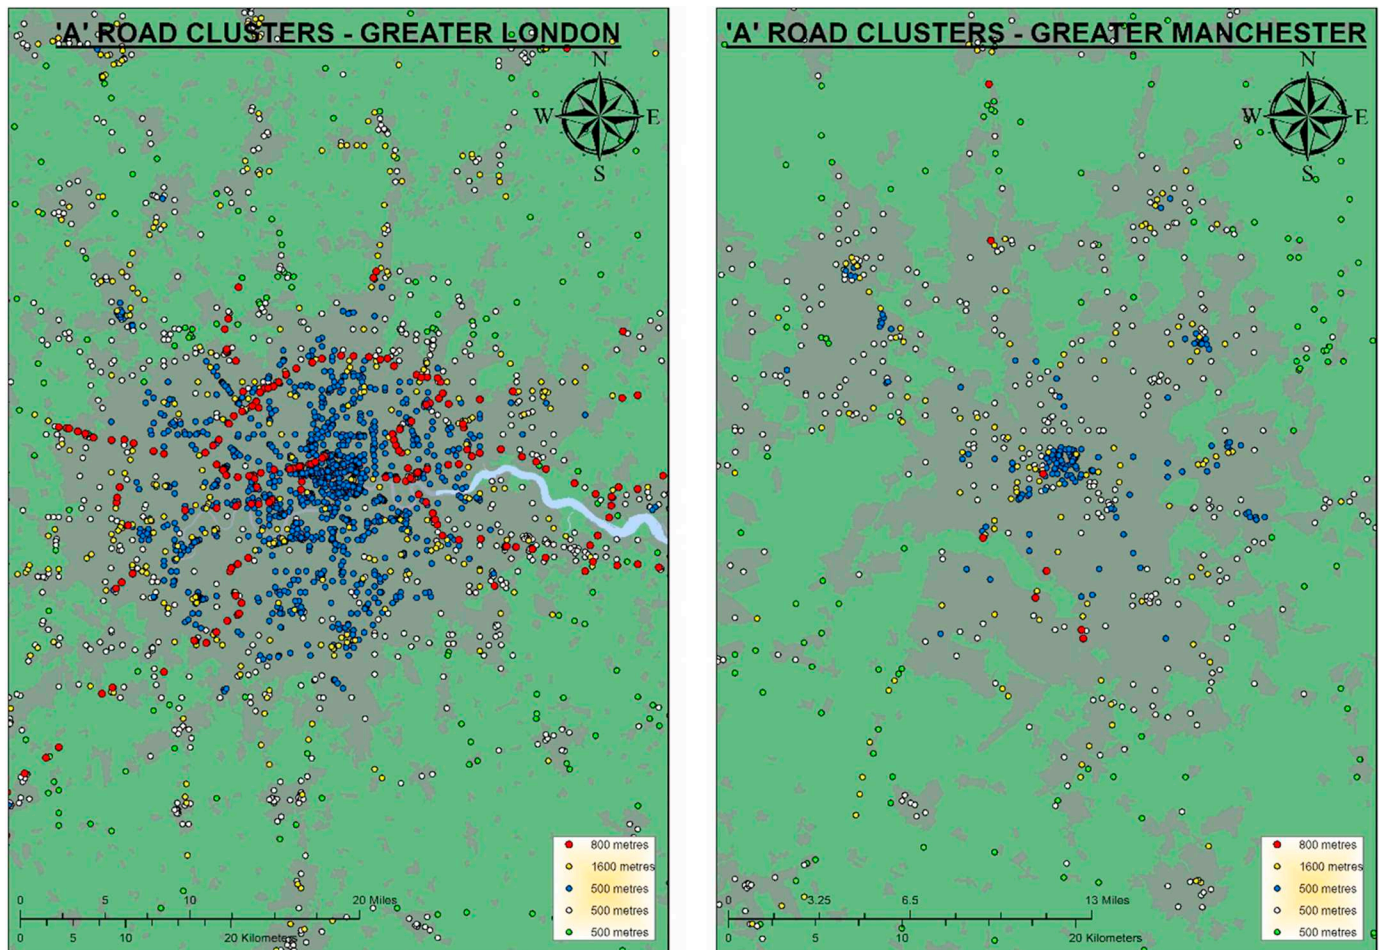 'A' ROAD CLUSTERS - GREATER LONDON
N
W E
S
800 metres
1600 metres
500 metres
500 metres
500 metres
0 5 10 20 Miles
0 5 10 20 Kilometers
'A' ROAD CLUSTERS - GREATER MANCHESTER
N
W E
S
800 metres
1600 metres
500 metres
500 metres
500 metres
0 3.25 6.5 13 Miles
0 5 10 20 Kilometers